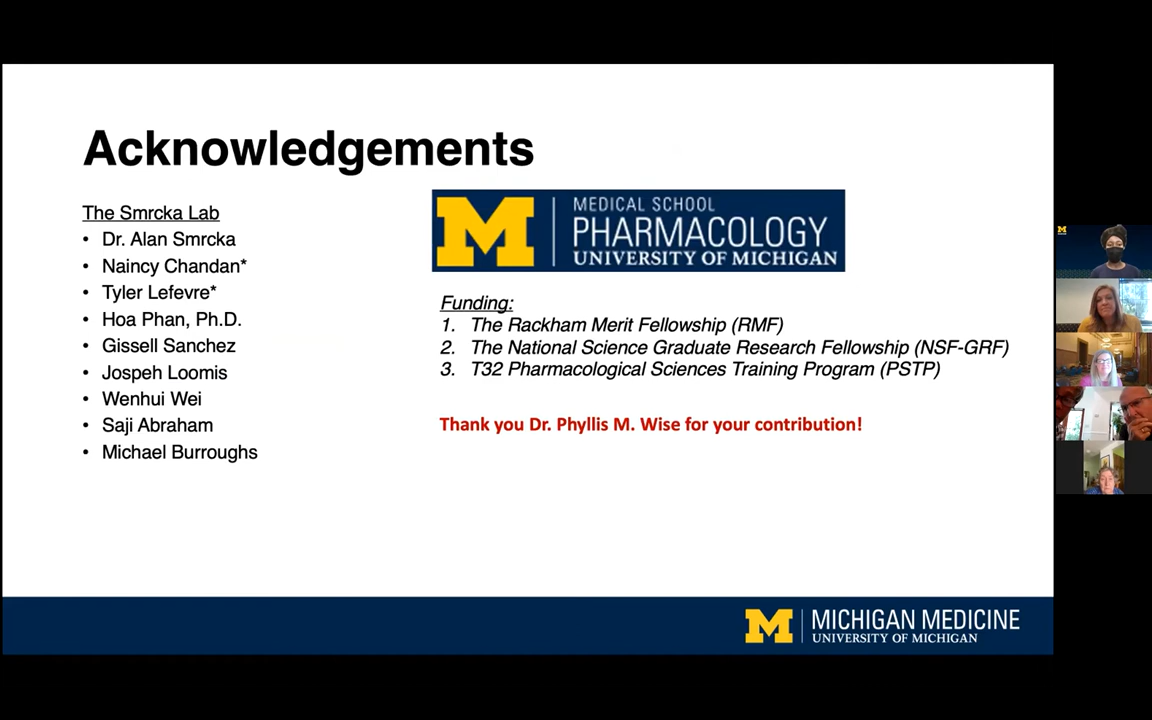 Acknowledgements
The Smrcka Lab
• Dr. Alan Smrcka
• Naincy Chandan*
• Tyler Lefevre*
• Hoa Phan, Ph.D.
• Gissell Sanchez
• Jospeh Loomis
• Wenhui Wei
• Saji Abraham
• Michael Burroughs
M
MEDICAL SCHOOL
PHARMACOLOGY
UNIVERSITY OF MICHIGAN
Funding:
1. The Rackham Merit Fellowship (RMF)
2. The National Science Graduate Research Fellowship (NSF-GRF)
3. T32 Pharmacological Sciences Training Program (PSTP)
Thank you Dr. Phyllis M. Wise for your contribution!
M
MICHIGAN MEDICINE
UNIVERSITY OF MICHIGAN
M